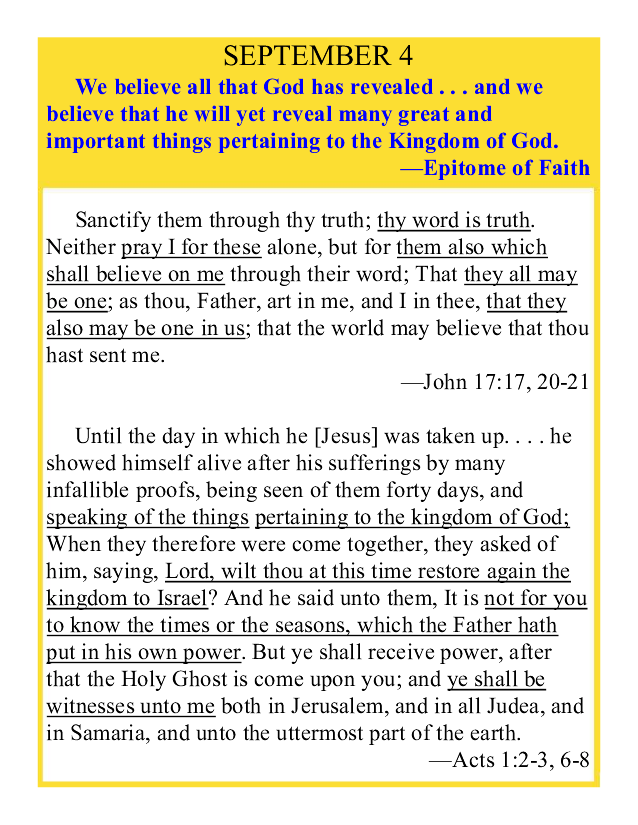 SEPTEMBER 4
We believe all that God has revealed . . . and we
believe that he will yet reveal many great and
important things pertaining to the Kingdom of God.
—Epitome of Faith
Sanctify them through thy truth; thy word is truth.
Neither pray I for these alone, but for them also which
shall believe on me through their word; That they all may
be one; as thou, Father, art in me, and I in thee, that they
also may be one in us; that the world may believe that thou
hast sent me.
—John 17:17, 20-21
Until the day in which he [Jesus] was taken up. . . . he
showed himself alive after his sufferings by many
infallible proofs, being seen of them forty days, and
speaking of the things pertaining to the kingdom of God;
When they therefore were come together, they asked of
him, saying, Lord, wilt thou at this time restore again the
kingdom to Israel? And he said unto them, It is not for you
to know the times or the seasons, which the Father hath
put in his own power. But ye shall receive power, after
that the Holy Ghost is come upon you; and ye shall be
witnesses unto me both in Jerusalem, and in all Judea, and
in Samaria, and unto the uttermost part of the earth.
—Acts 1:2-3, 6-8